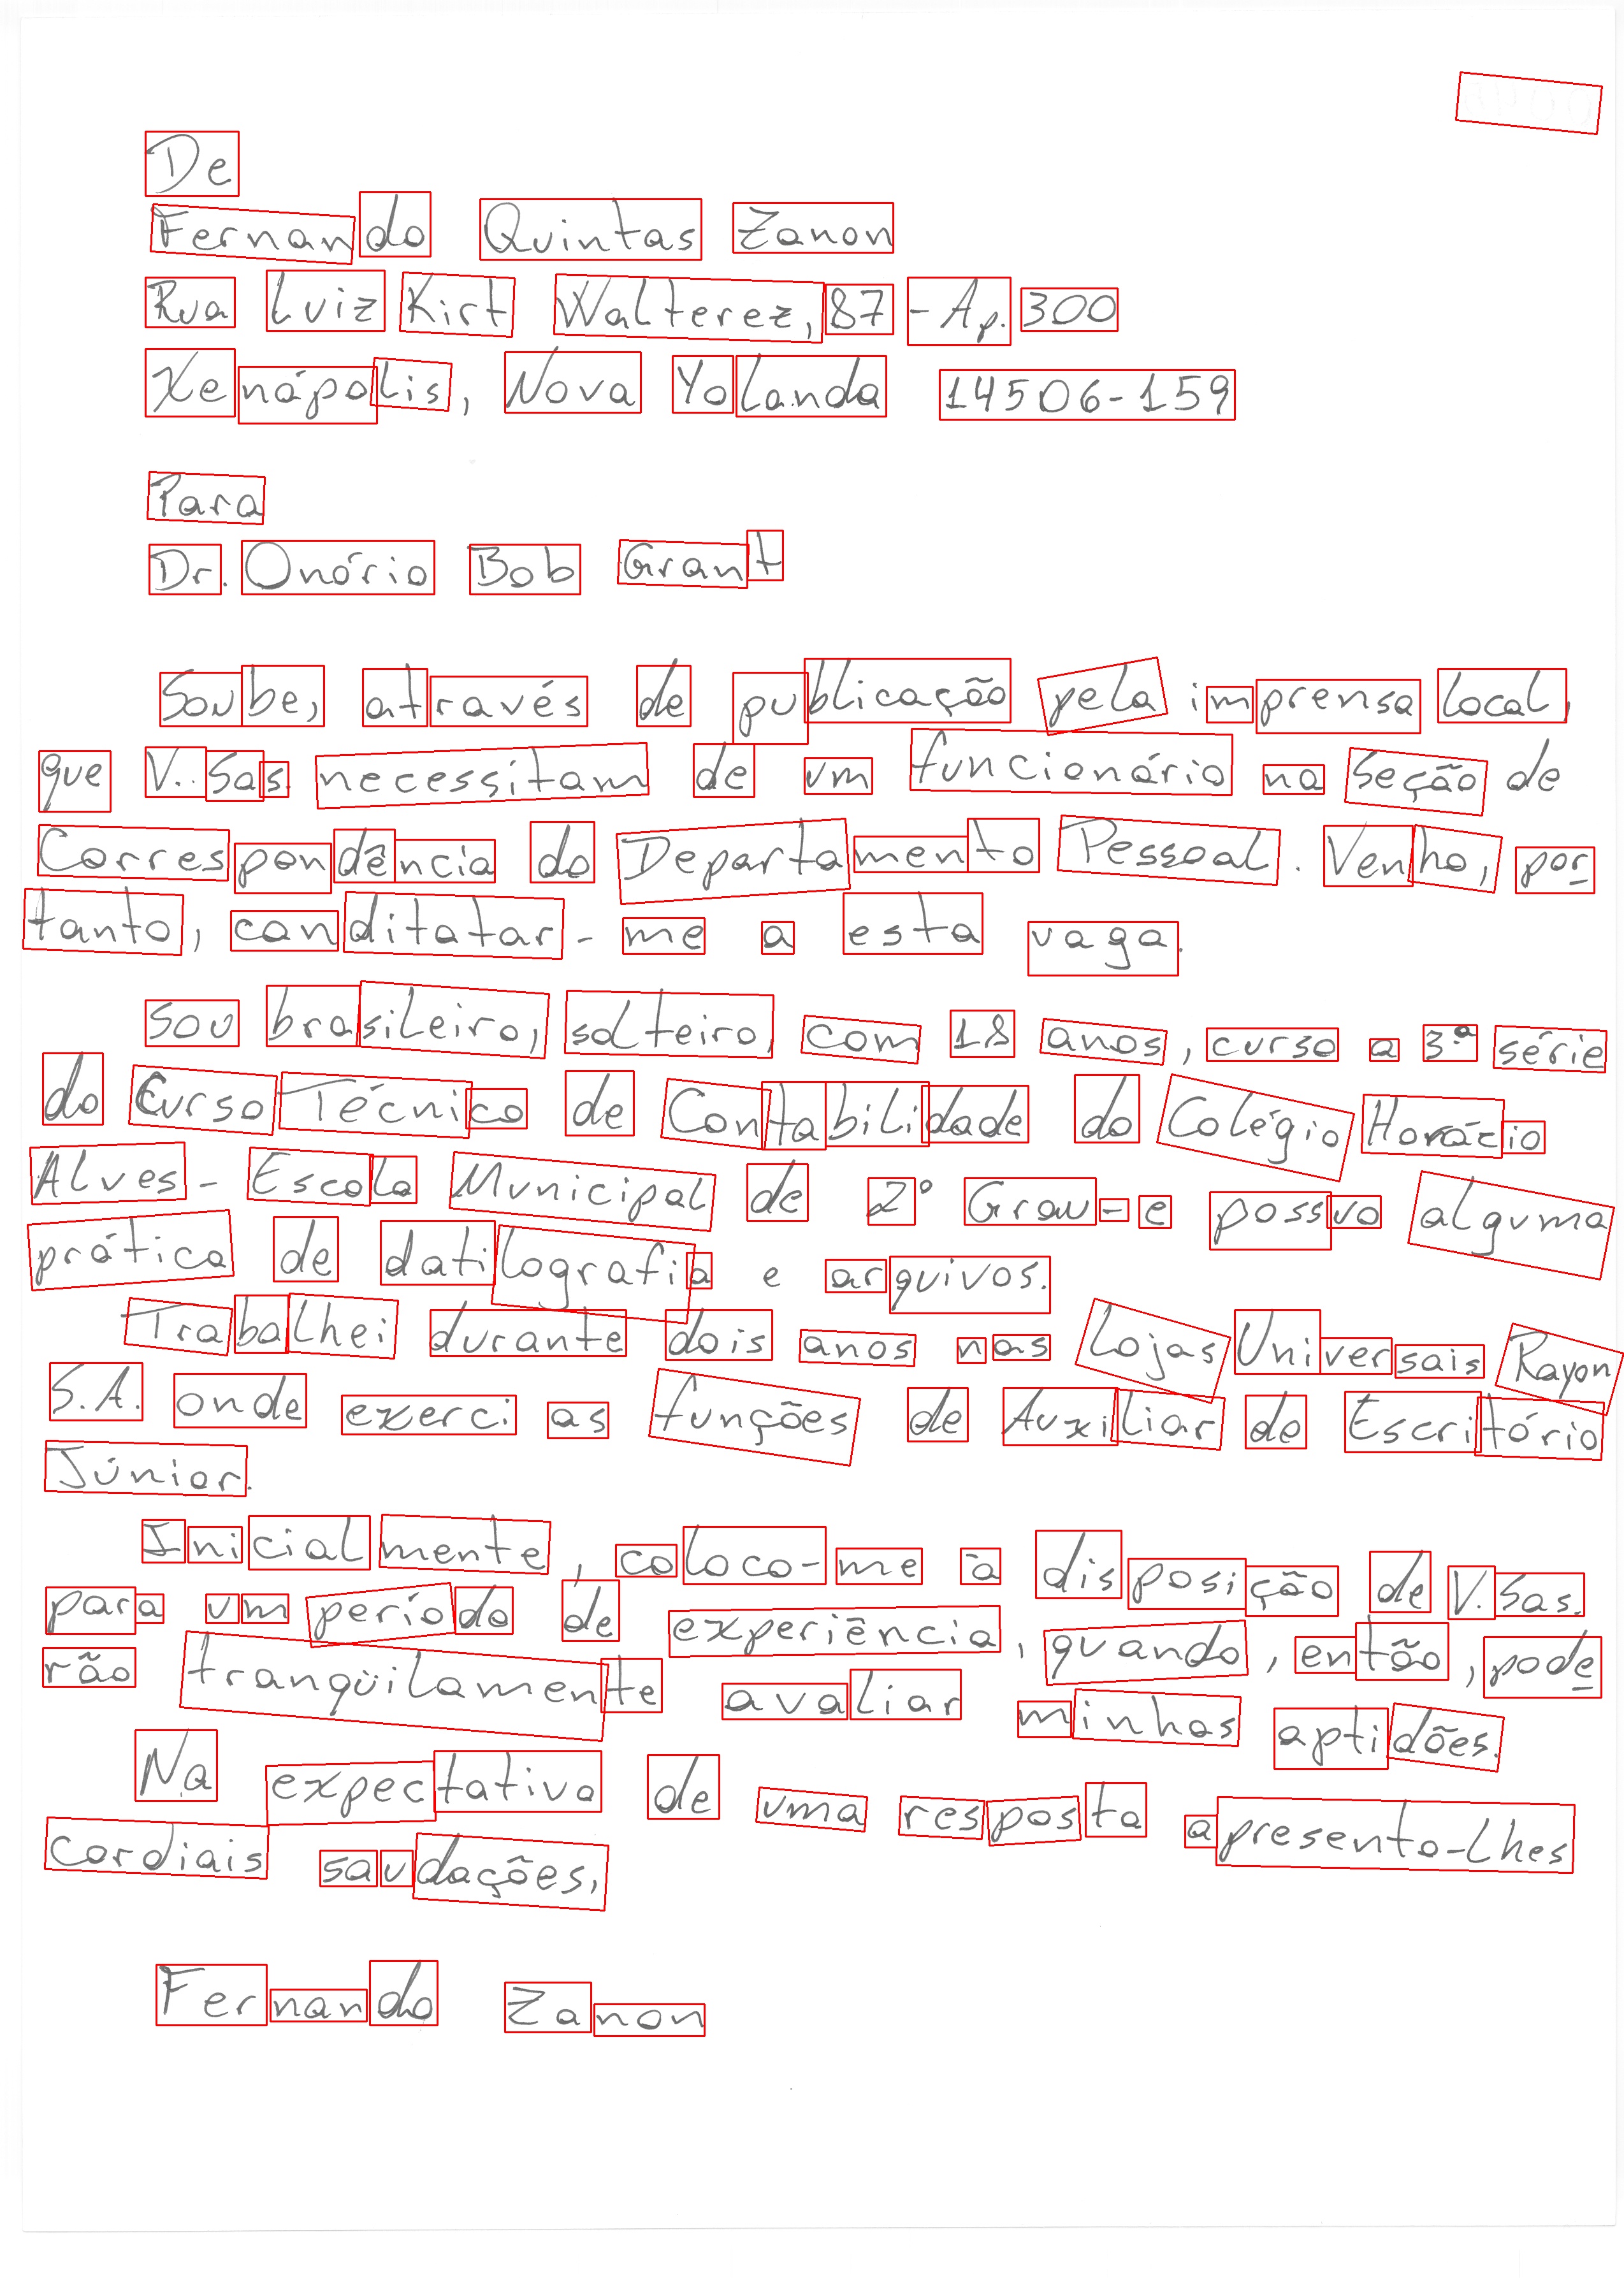 De
Fernando Quintas Zanon
Rua Luiz Kirt Walterez, 87 - Ap. 300
Xenápolis, Nova Yolanda 14506-159
Para
Dr. Onório Bob Grant
Soube, através de publicação pela imprensa local,
que V. Sas necessitam de um funcionário na Seção de
Correspondência do Departamento Pessoal. Venho, por
tanto, canditatar-me a esta vaga.
Sou brasileiro, solteiro, com 18 anos, curso a 3ª série
do Curso Técnico de Contabilidade do Colégio Horácio
Alves - Escola Municipal de 2º Grau - e possuo alguma
prática de datilografia e arquivos.
Trabalhei durante dois anos nas Lojas Universais Rayon
S.A. onde exerci as funções de Auxiliar de Escritório
Júnior.
Inicialmente, coloco-me à disposição de V. Sas.
para um período de experiência, quando, então, pode
rão tranqüilamente avaliar minhas aptidões.
Na expectativa de uma resposta apresento-lhes
cordiais saudações,
Fernando Zanon